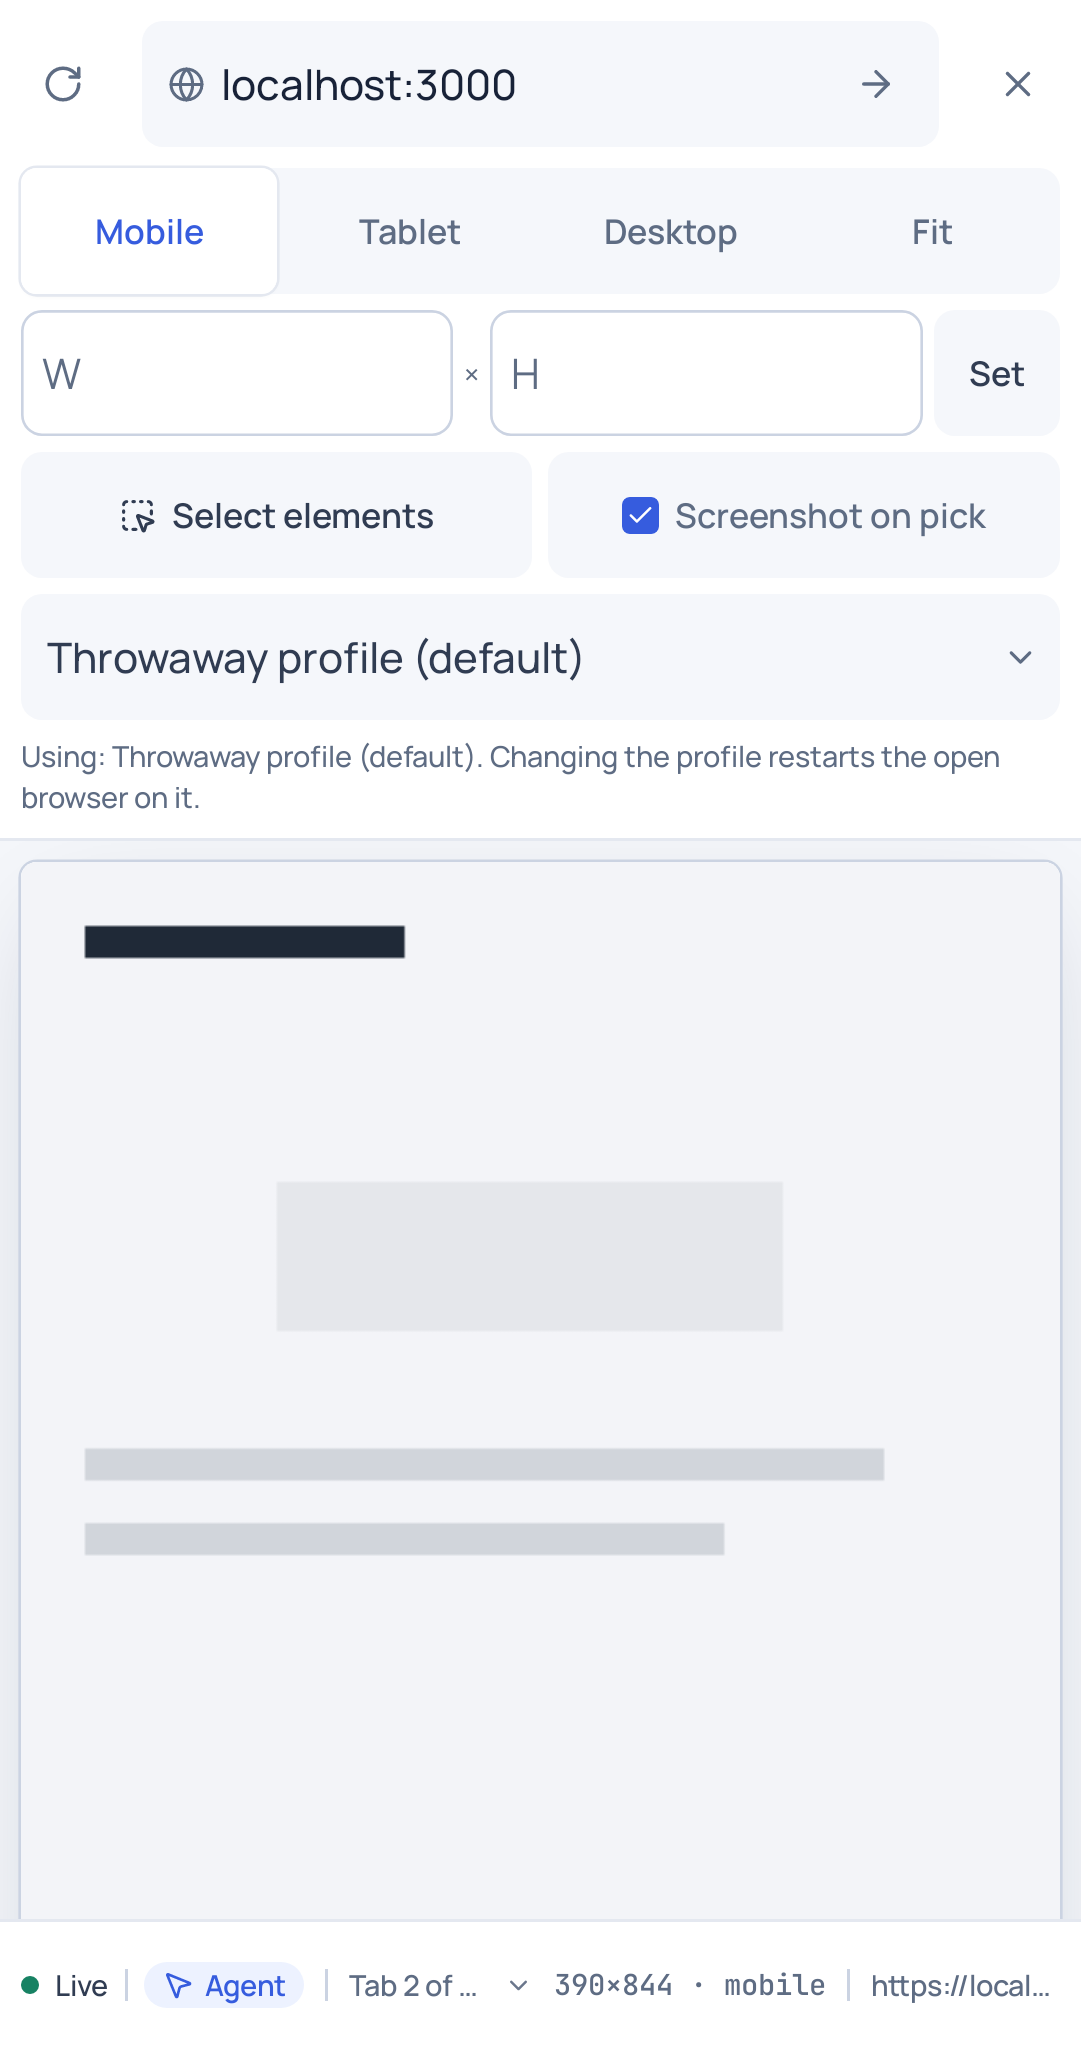 localhost:3000
Mobile Tablet Desktop Fit
W × H Set
Select elements Screenshot on pick
Throwaway profile (default)
Using: Throwaway profile (default). Changing the profile restarts the open
browser on it.
Live Agent Tab 2 of ... 390×844 · mobile https://local...